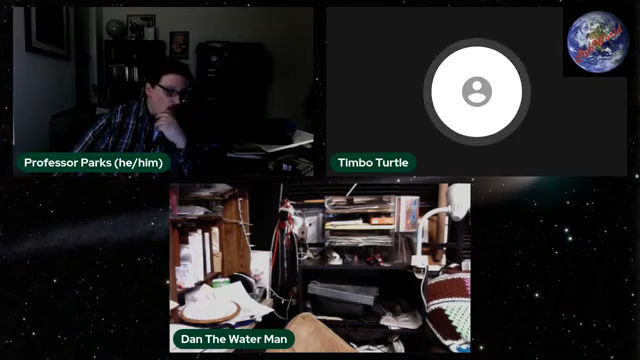 Professor Parks (he/him)
Timbo Turtle
Dan The Water Man